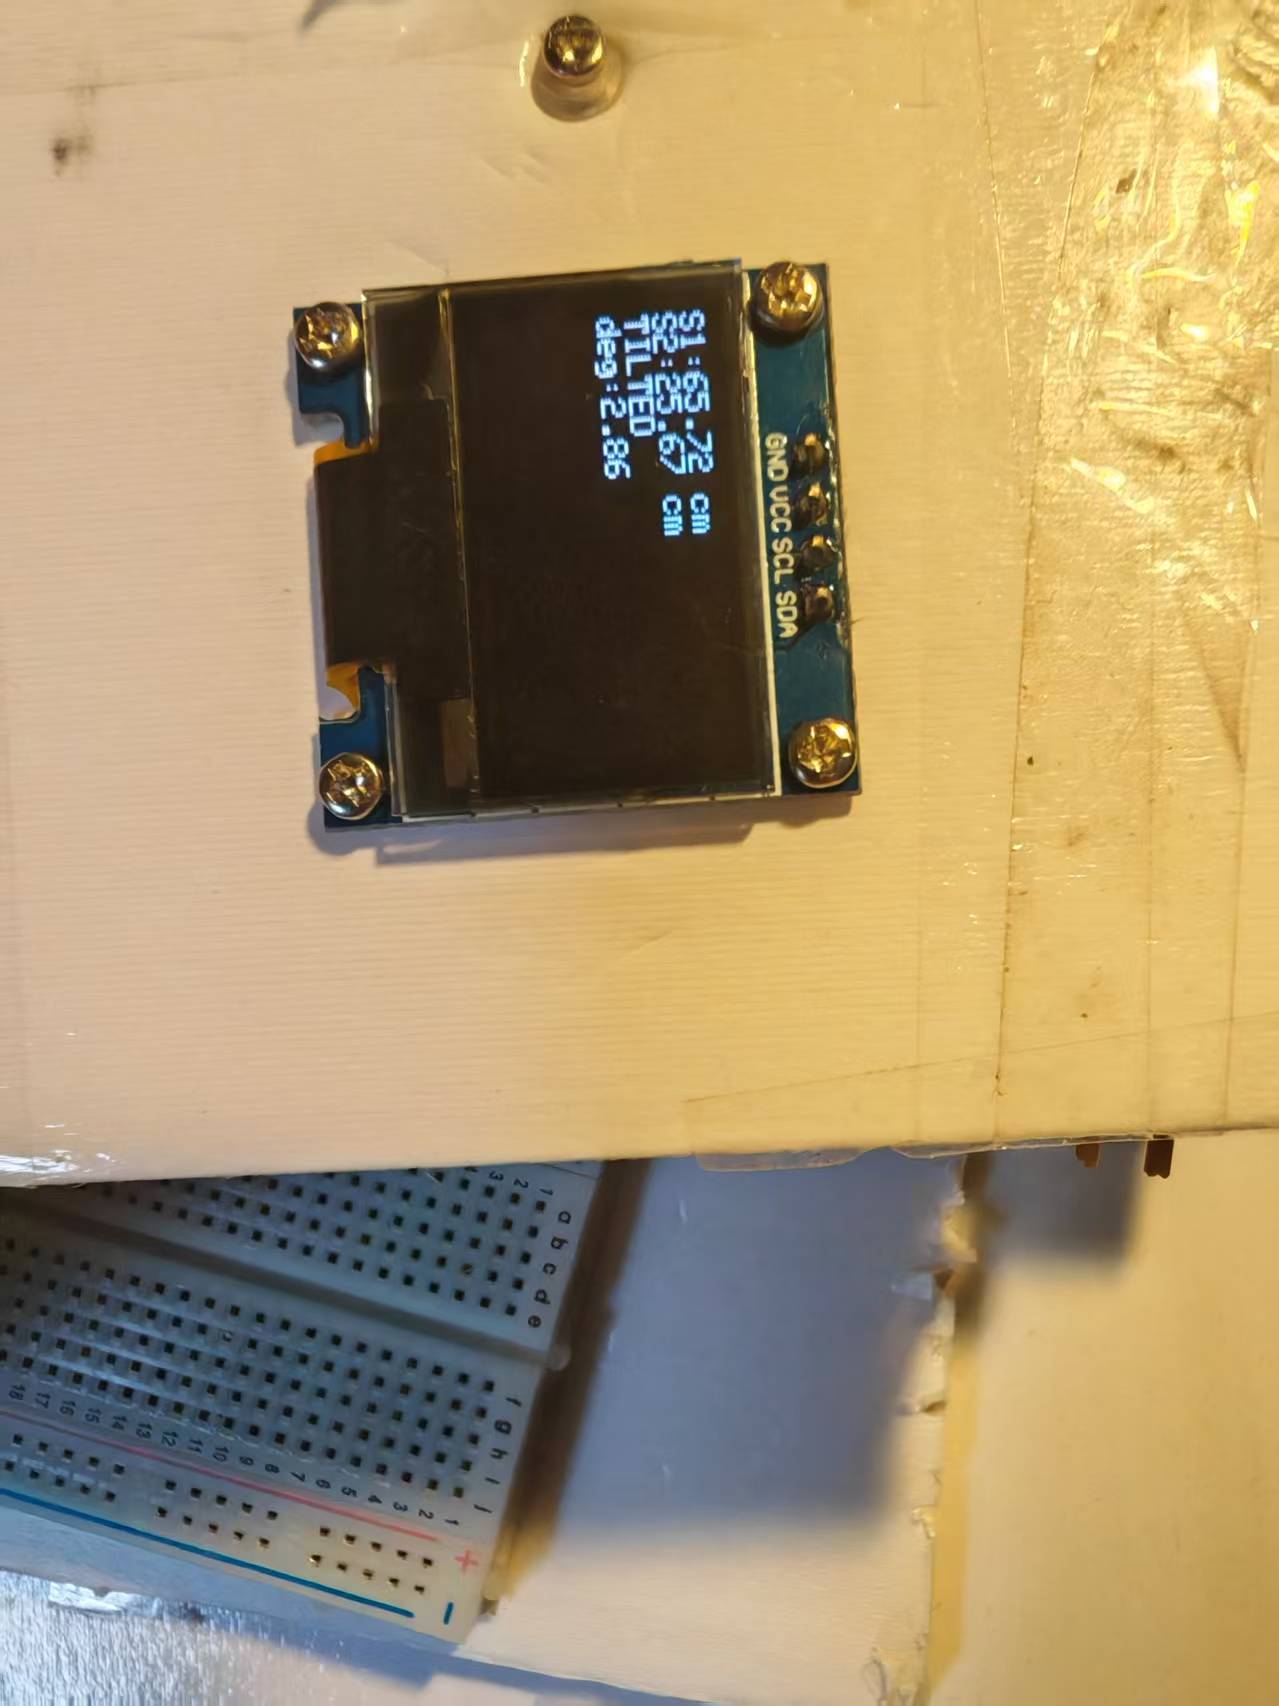 S1:65.72 cm
S2:25.67 cm
TILTED
deg:2.86
GND VCC SCL SDA
1 2 3
a b c d e
f g h i j
1 2 3 4 5 6 7 8 9 10 11 12 13 14 15 16 17 18
+
-